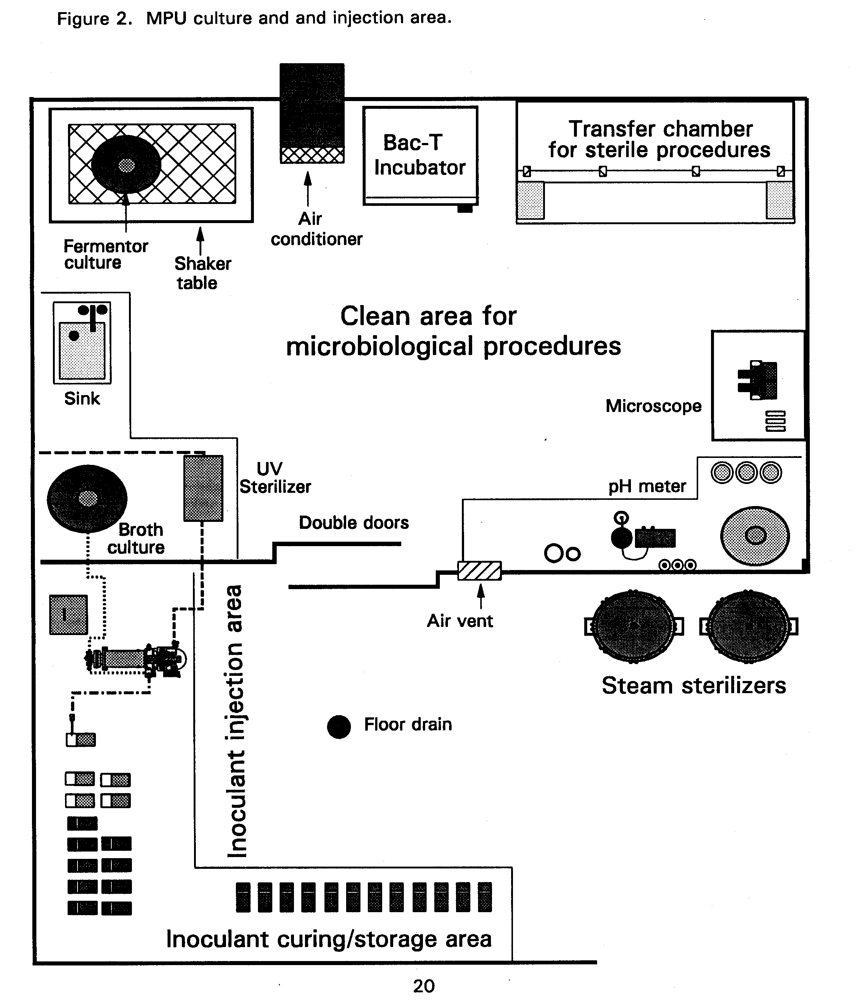 Figure 2. MPU culture and and injection area.
Transfer chamber
for sterile procedures
Bac-T
Incubator
Air
conditioner
Fermentor
culture
Shaker
table
Clean area for
microbiological procedures
Sink
Microscope
UV
Sterilizer
pH meter
Double doors
Broth
culture
Air vent
Inoculant injection area
Steam sterilizers
Floor drain
Inoculant curing/storage area
20